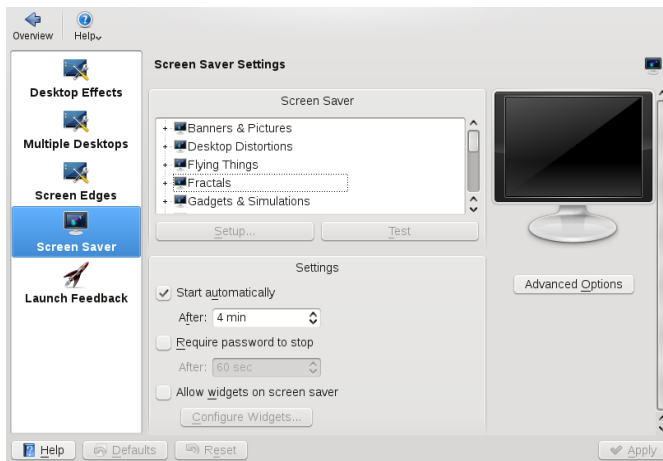 Overview Help
Screen Saver Settings
Desktop Effects
Multiple Desktops
Screen Edges
Screen Saver
Launch Feedback
Screen Saver
Banners & Pictures
Desktop Distortions
Flying Things
Fractals
Gadgets & Simulations
Setup... Test
Settings
Start automatically
After: 4 min
Require password to stop
After: 60 sec
Allow widgets on screen saver
Configure Widgets...
Advanced Options
Help Defaults Reset Apply